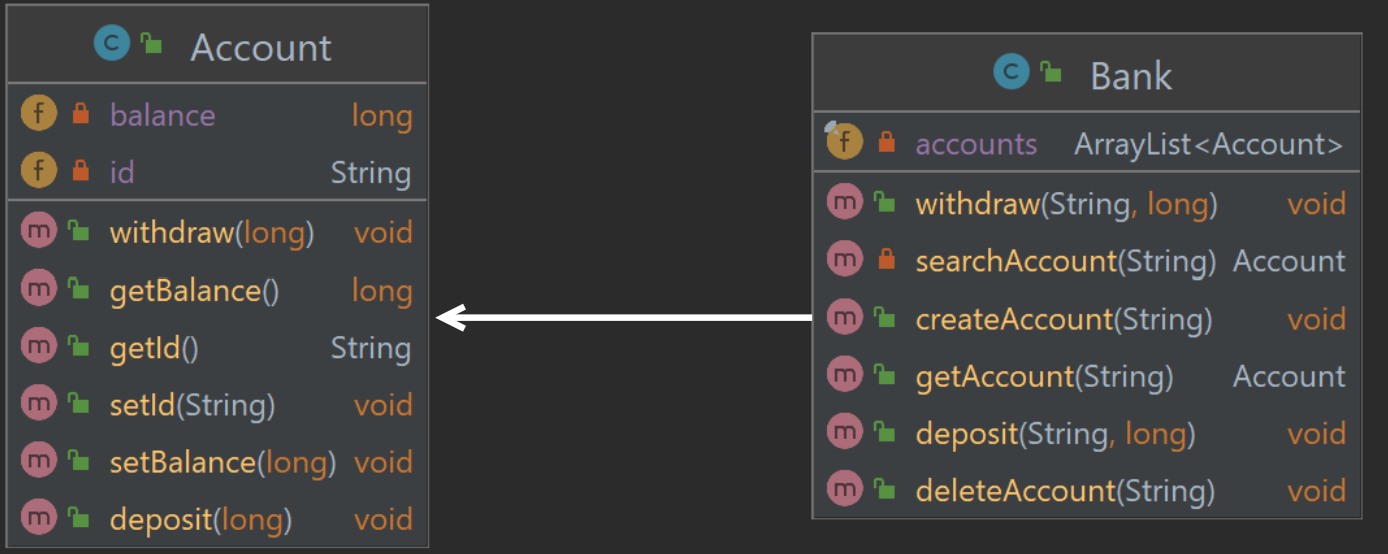 C Account
f balance long
f id String
m withdraw(long) void
m getBalance() long
m getId() String
m setId(String) void
m setBalance(long) void
m deposit(long) void
C Bank
f accounts ArrayList<Account>
m withdraw(String, long) void
m searchAccount(String) Account
m createAccount(String) void
m getAccount(String) Account
m deposit(String, long) void
m deleteAccount(String) void